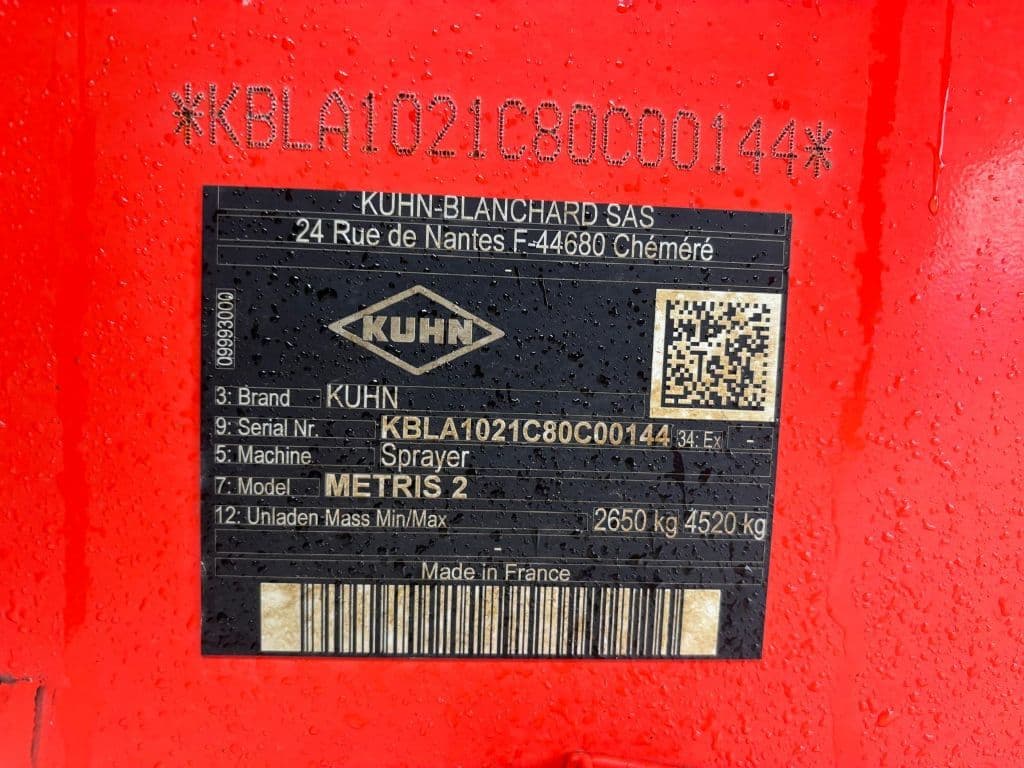 *KBLA1021C80C00144*
KUHN-BLANCHARD SAS
24 Rue de Nantes F-44680 Chéméré
-
KUHN
09993000
3: Brand KUHN
9: Serial Nr. KBLA1021C80C00144 34: Ex -
5: Machine Sprayer
7: Model METRIS 2
12: Unladen Mass Min/Max 2650 kg 4520 kg
-
Made in France